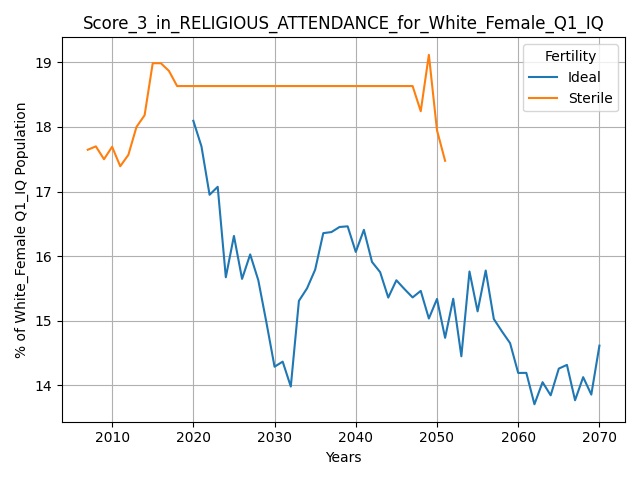 Score_3_in_RELIGIOUS_ATTENDANCE_for_White_Female_Q1_IQ
Fertility
Ideal
Sterile
% of White_Female Q1_IQ Population
19
18
17
16
15
14
2010 2020 2030 2040 2050 2060 2070
Years